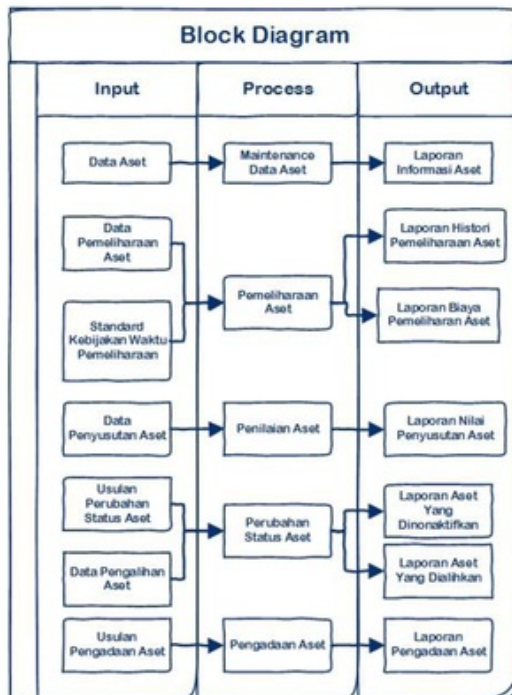 Block Diagram
Input
Process
Output
Data Aset
Maintenance
Data Aset
Laporan
Informasi Aset
Data
Pemeliharaan
Aset
Standard
Kebijakan Waktu
Pemeliharaan
Pemeliharaan
Aset
Laporan Histori
Pemeliharaan Aset
Laporan Biaya
Pemeliharan Aset
Data
Penyusutan Aset
Penilaian Aset
Laporan Nilai
Penyusutan Aset
Usulan
Perubahan
Status Aset
Data Pengalihan
Aset
Perubahan
Status Aset
Laporan Aset
Yang
Dinonaktifkan
Laporan Aset
Yang Dialihkan
Usulan
Pengadaan Aset
Pengadaan Aset
Laporan
Pengadaan Aset